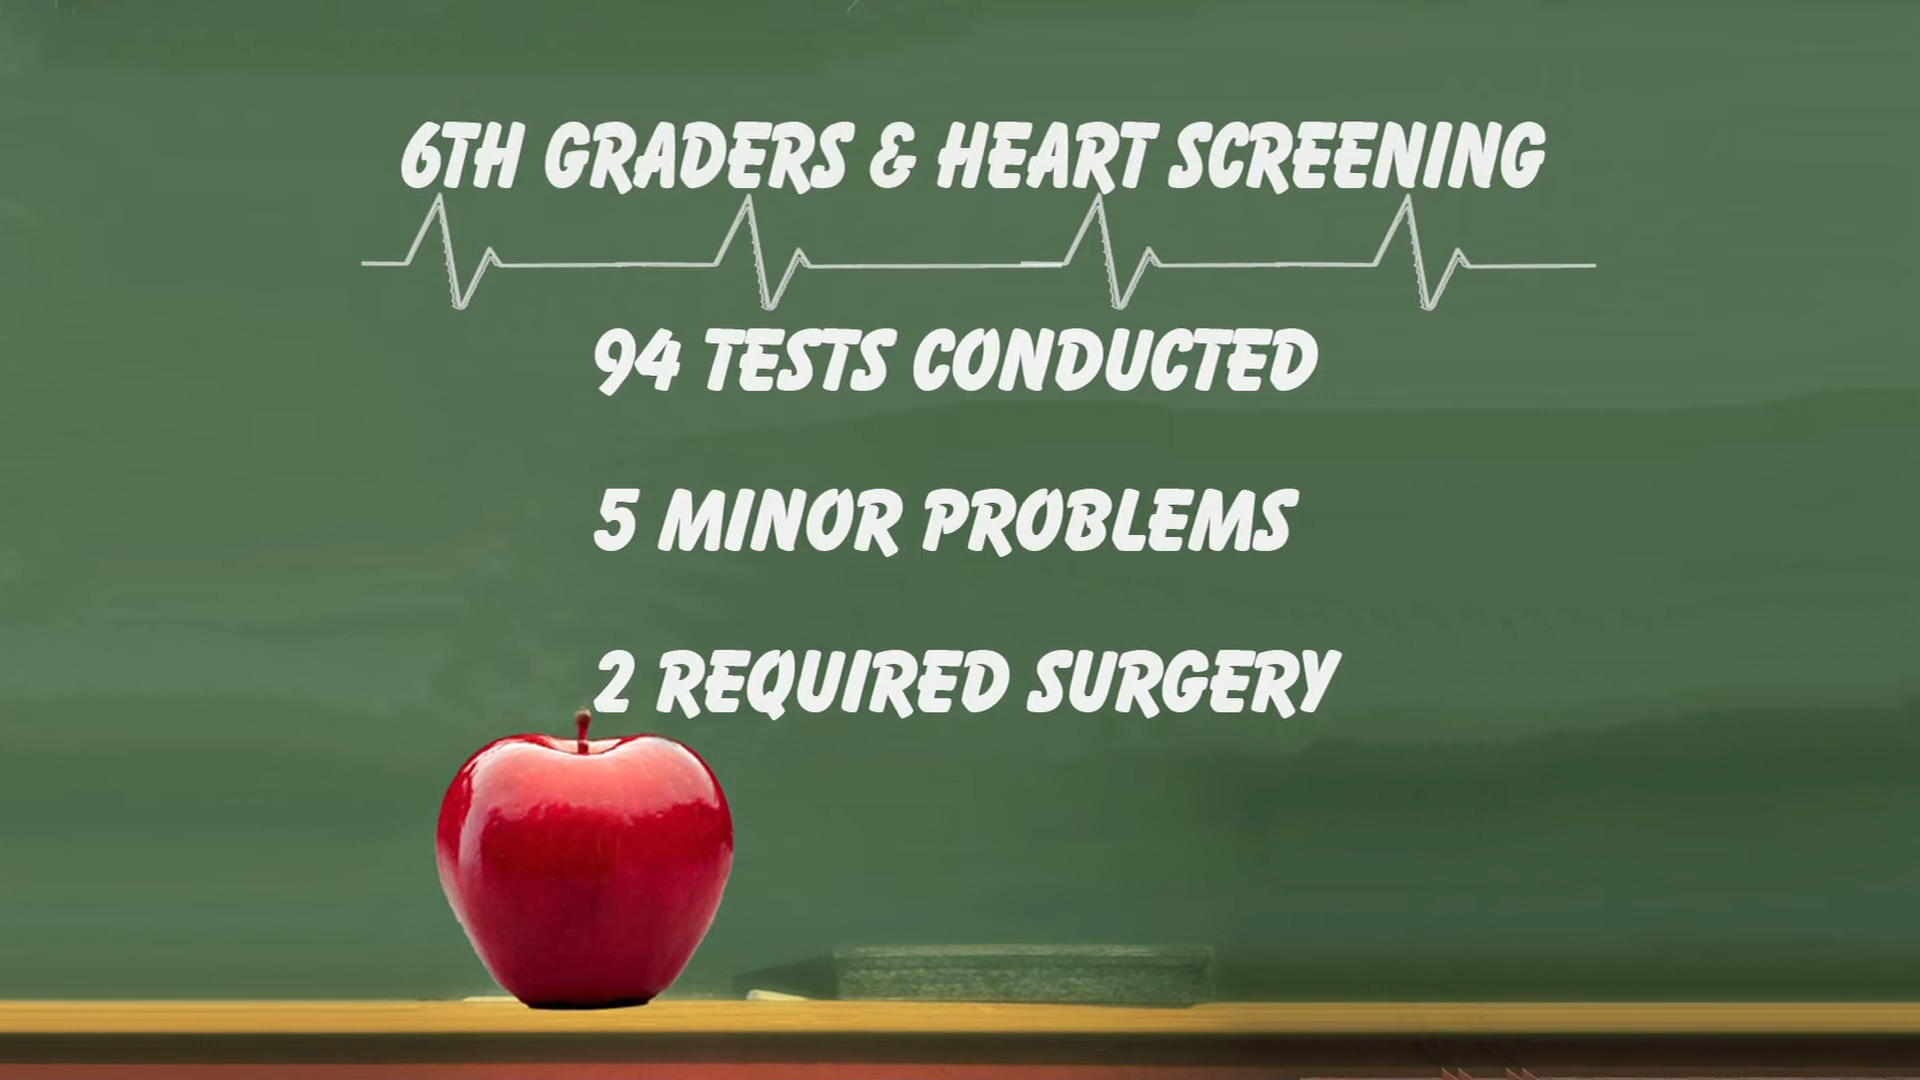 6TH GRADERS & HEART SCREENING
94 TESTS CONDUCTED
5 MINOR PROBLEMS
2 REQUIRED SURGERY